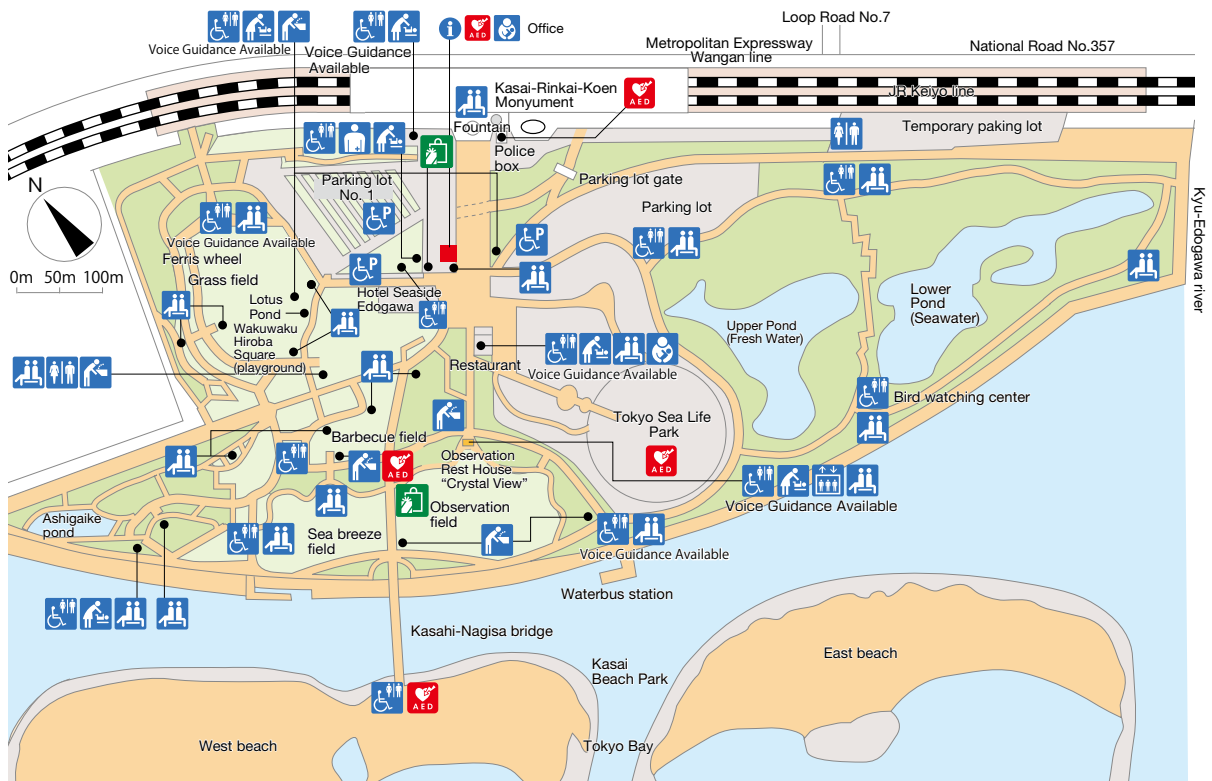 Loop Road No.7
Metropolitan Expressway
Wangan line
National Road No.357
Office
AED
Voice Guidance Available
Voice Guidance
Available
Kasai-Rinkai-Koen
Monyument
AED
JR Keiyo line
Fountain
Police
box
Temporary paking lot
N
0m 50m 100m
Parking lot
No. 1
P
Parking lot gate
Parking lot
Kyu-Edogawa river
Voice Guidance Available
Ferris wheel
Grass field
P
P
Hotel Seaside
Edogawa
Lotus
Pond
Wakuwaku
Hiroba
Square
(playground)
Lower
Pond
(Seawater)
Upper Pond
(Fresh Water)
Restaurant
Voice Guidance Available
Bird watching center
Tokyo Sea Life
Park
AED
Barbecue field
AED
Observation
Rest House
“Crystal View”
Voice Guidance Available
Observation
field
Ashigaike
pond
Sea breeze
field
Voice Guidance Available
Waterbus station
Kasahi-Nagisa bridge
Kasai
Beach Park
East beach
AED
West beach
Tokyo Bay